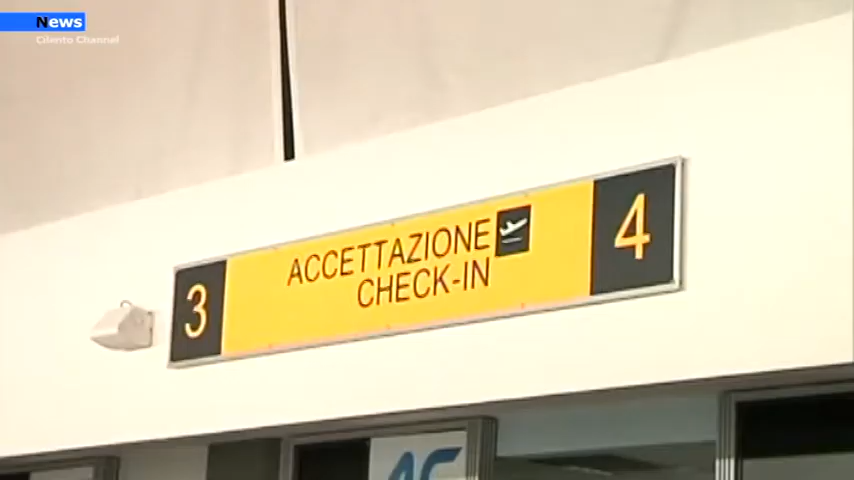 News
Cilento Channel
3
ACCETTAZIONE
CHECK-IN
4